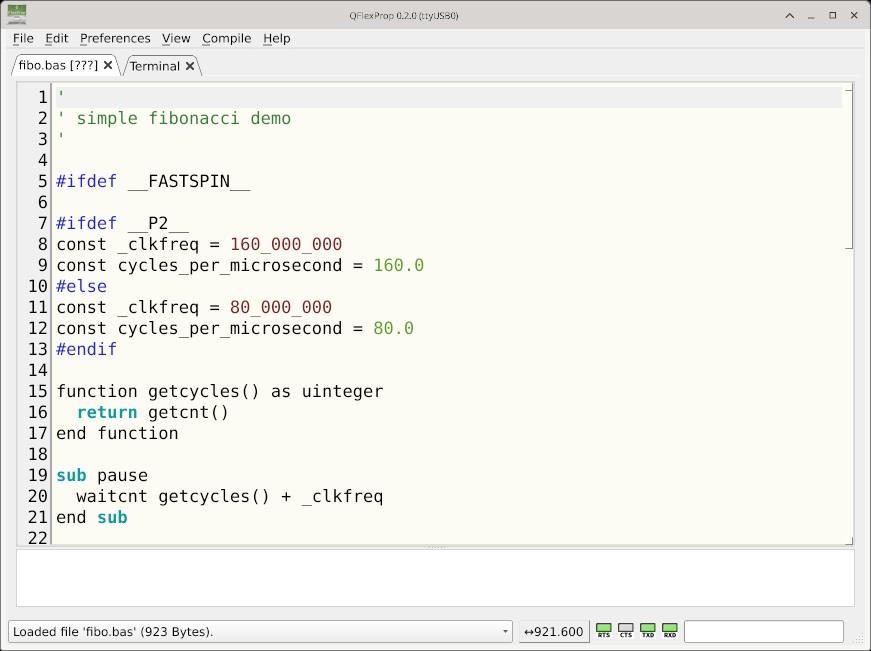 QFlexProp 0.2.0 (ttyUSB0)
File Edit Preferences View Compile Help
fibo.bas [???] Terminal
1 '
2 ' simple fibonacci demo
3 '
4
5 #ifdef __FASTSPIN__
6
7 #ifdef __P2__
8 const _clkfreq = 160_000_000
9 const cycles_per_microsecond = 160.0
10 #else
11 const _clkfreq = 80_000_000
12 const cycles_per_microsecond = 80.0
13 #endif
14
15 function getcycles() as uinteger
16   return getcnt()
17 end function
18
19 sub pause
20   waitcnt getcycles() + _clkfreq
21 end sub
22
Loaded file 'fibo.bas' (923 Bytes). ↔921.600 RTS CTS TXD RXD